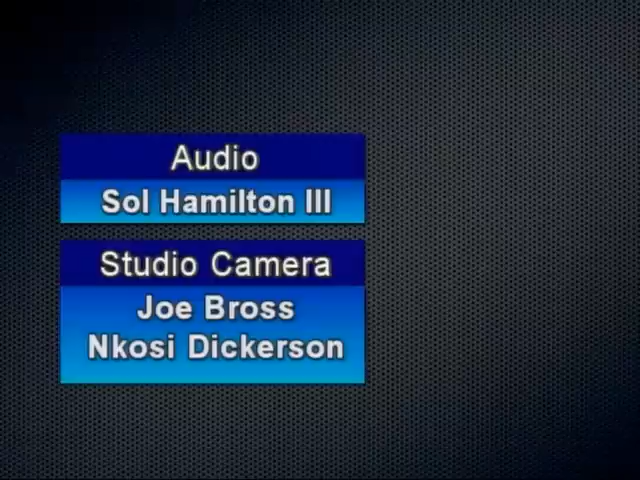 Audio
Sol Hamilton III
Studio Camera
Joe Bross
Nkosi Dickerson